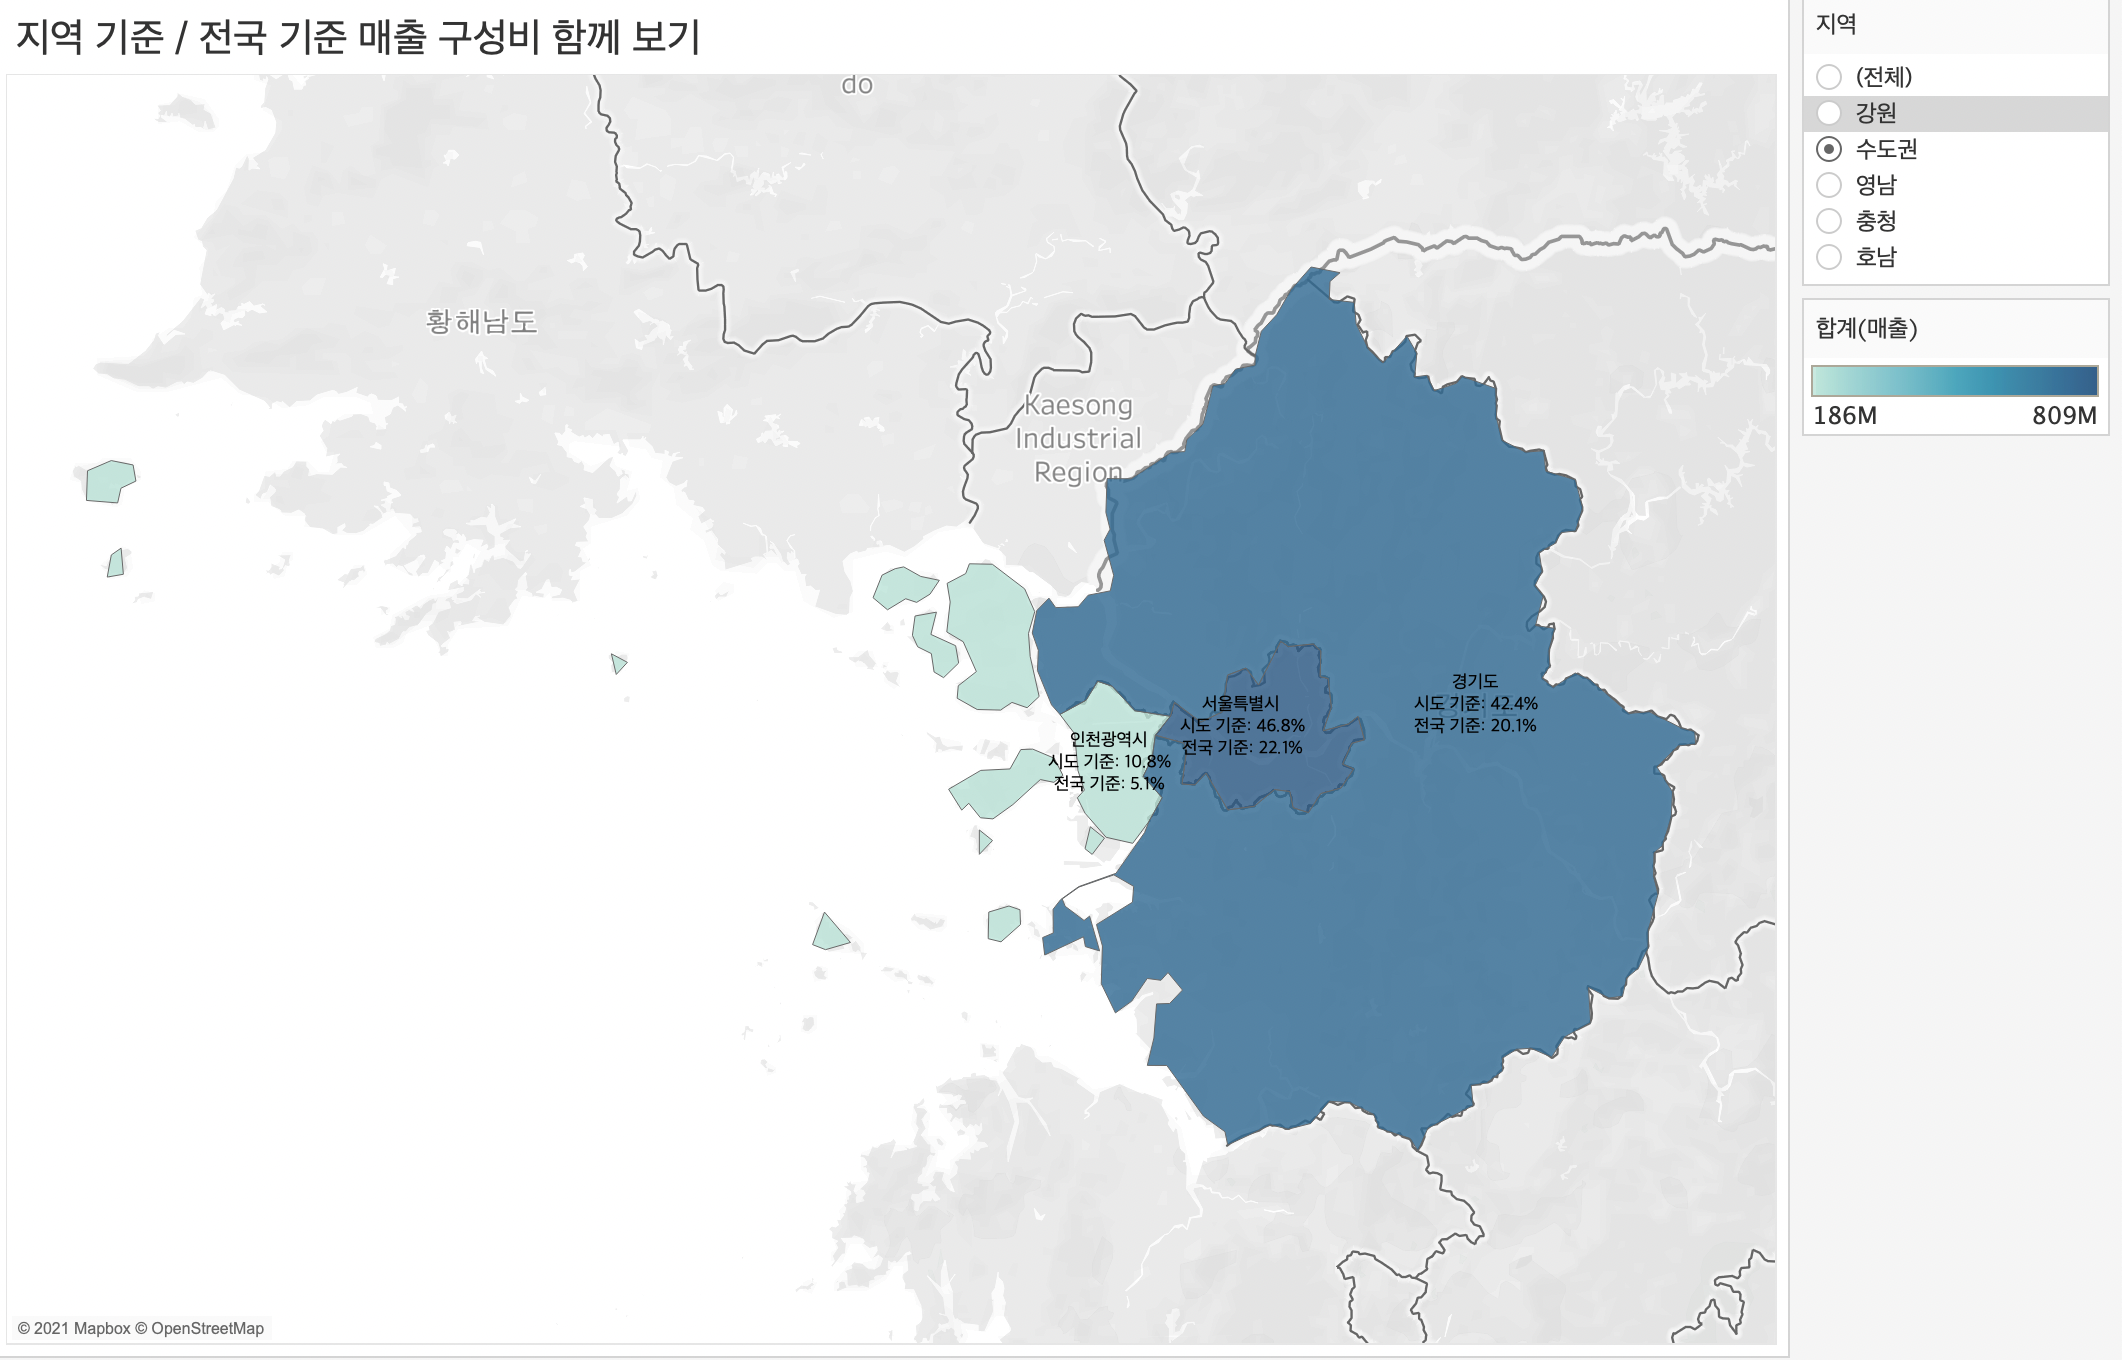 지역 기준 / 전국 기준 매출 구성비 함께 보기
do
황해남도
Kaesong
Industrial
Region
경기도
시도 기준: 42.4%
전국 기준: 20.1%
서울특별시
시도 기준: 46.8%
전국 기준: 22.1%
인천광역시
시도 기준: 10.8%
전국 기준: 5.1%
© 2021 Mapbox © OpenStreetMap
지역
(전체)
강원
수도권
영남
충청
호남
합계(매출)
186M 809M